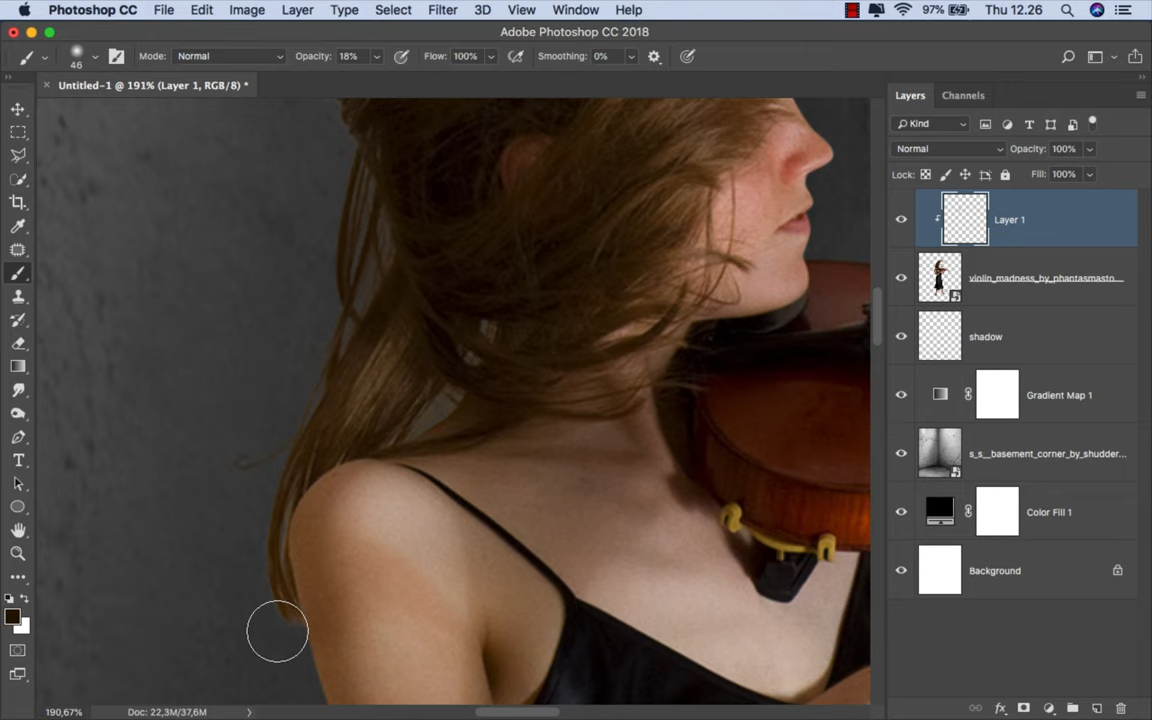 Photoshop CC File Edit Image Layer Type Select Filter 3D View Window Help 97% Thu 12.26
Adobe Photoshop CC 2018
46 Mode: Normal Opacity: 18% Flow: 100% Smoothing: 0%
Untitled-1 @ 191% (Layer 1, RGB/8) *
Layers Channels
Kind
Normal Opacity: 100%
Lock: Fill: 100%
Layer 1
violin_madness_by_phantasmasto...
shadow
Gradient Map 1
s_s__basement_corner_by_shudder...
Color Fill 1
Background
190,67% Doc: 22,3M/37,6M